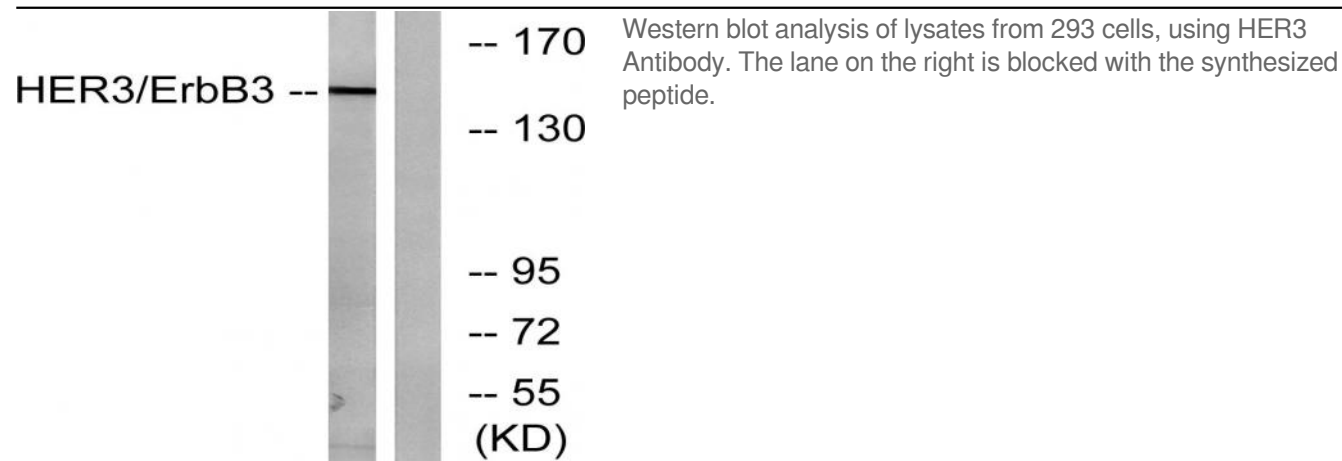 -- 170
HER3/ErbB3 --
-- 130
-- 95
-- 72
-- 55
(KD)
Western blot analysis of lysates from 293 cells, using HER3
Antibody. The lane on the right is blocked with the synthesized
peptide.